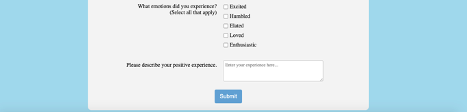 What emotions did you experience?
(Select all that apply)
Excited
Humbled
Elated
Loved
Enthusiastic
Please describe your positive experience.
Enter your experience here...
Submit